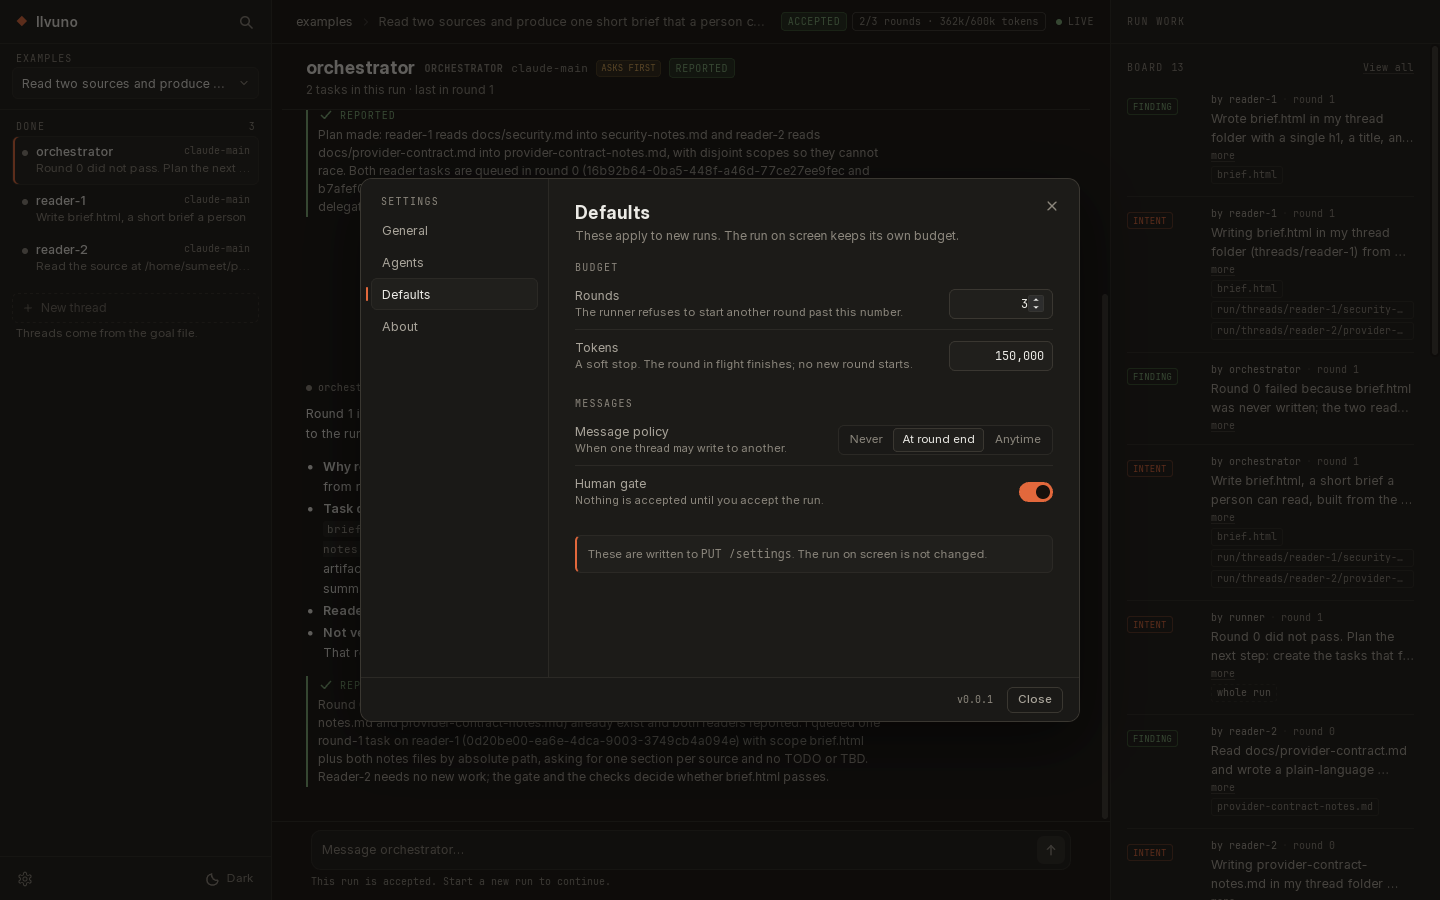 llvuno
EXAMPLES
Read two sources and produce ...
DONE 3
orchestrator claude-main
Round 0 did not pass. Plan the next ...
reader-1 claude-main
Write brief.html, a short brief a person
reader-2 claude-main
Read the source at /home/sumeet/p...
+ New thread
Threads come from the goal file.
Dark
examples > Read two sources and produce one short brief that a person c...
ACCEPTED 2/3 rounds · 362k/600k tokens LIVE
orchestrator ORCHESTRATOR claude-main ASKS FIRST REPORTED
2 tasks in this run · last in round 1
REPORTED
Plan made: reader-1 reads docs/security.md into security-notes.md and reader-2 reads
docs/provider-contract.md into provider-contract-notes.md, with disjoint scopes so they cannot
race. Both reader tasks are queued in round 0 (16b92b64-0ba5-448f-a46d-77ce27ee9fec and
b7afef
delegat
orchest
Round 1 i
to the rur
• Why r
from r
• Task
brief
notes
artifac
summ
• Reade
• Not ve
That r
REP
Round
notes.md and provider-contract-notes.md) already exist and both readers reported. I queued one
round-1 task on reader-1 (0d20be00-ea6e-4dca-9003-3749cb4a094e) with scope brief.html
plus both notes files by absolute path, asking for one section per source and no TODO or TBD.
Reader-2 needs no new work; the gate and the checks decide whether brief.html passes.
Message orchestrator...
This run is accepted. Start a new run to continue.
SETTINGS
General
Agents
Defaults
About
Defaults
These apply to new runs. The run on screen keeps its own budget.
BUDGET
Rounds
The runner refuses to start another round past this number.
3
Tokens
A soft stop. The round in flight finishes; no new round starts.
150,000
MESSAGES
Message policy
When one thread may write to another.
Never At round end Anytime
Human gate
Nothing is accepted until you accept the run.
These are written to PUT /settings. The run on screen is not changed.
v0.0.1 Close
RUN WORK
BOARD 13 View all
FINDING by reader-1 · round 1
Wrote brief.html in my thread
folder with a single h1, a title, an...
more
brief.html
INTENT by reader-1 · round 1
Writing brief.html in my thread
folder (threads/reader-1) from ...
more
brief.html
run/threads/reader-1/security-…
run/threads/reader-2/provider-…
FINDING by orchestrator · round 1
Round 0 failed because brief.html
was never written; the two read...
more
INTENT by orchestrator · round 1
Write brief.html, a short brief a
person can read, built from the ...
more
brief.html
run/threads/reader-1/security-…
run/threads/reader-2/provider-…
INTENT by runner · round 1
Round 0 did not pass. Plan the
next step: create the tasks that f...
more
whole run
FINDING by reader-2 · round 0
Read docs/provider-contract.md
and wrote a plain-language ...
more
provider-contract-notes.md
INTENT by reader-2 · round 0
Writing provider-contract-
notes.md in my thread folder ...